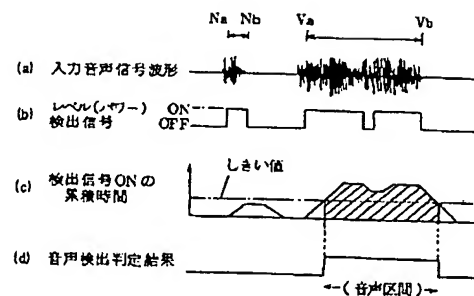 Na Nb Va Vb
(a) 入力音声信号波形
(b) レベル(パワー) ON
検出信号 OFF
しきい値
(c) 検出信号ONの
累積時間
(d) 音声検出判定結果
(音声区間)